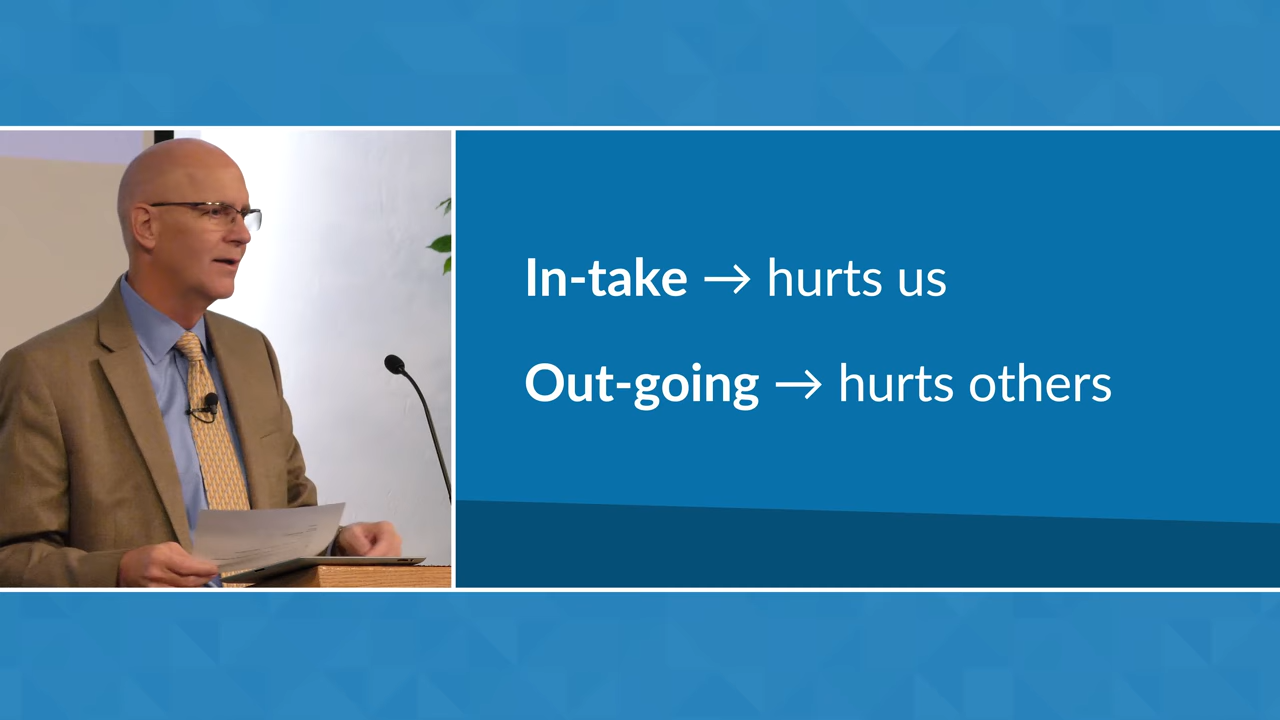 In-take → hurts us
Out-going → hurts others